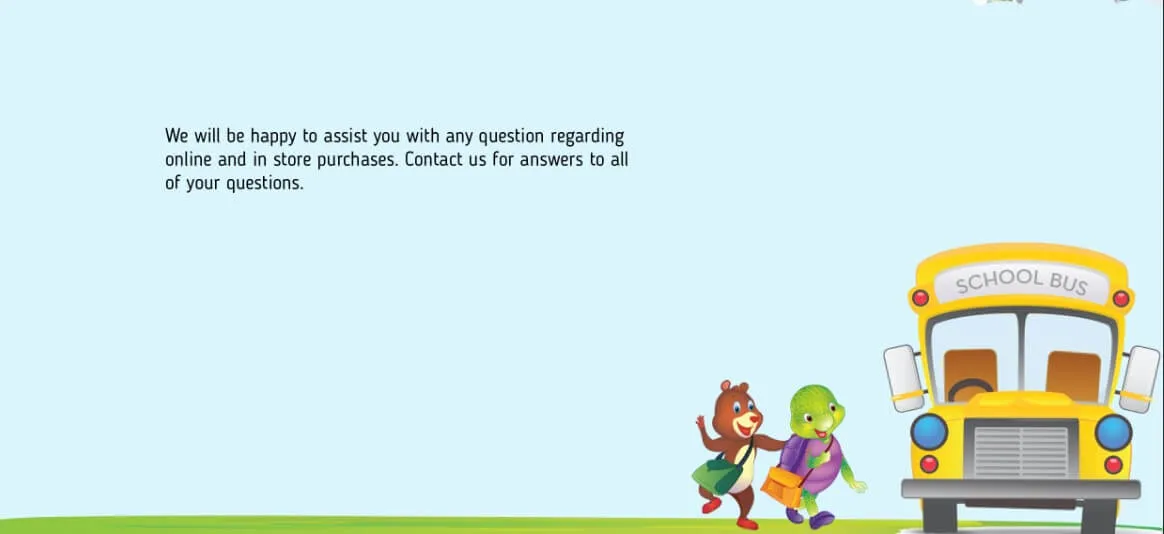 We will be happy to assist you with any question regarding
online and in store purchases. Contact us for answers to all
of your questions.
SCHOOL BUS